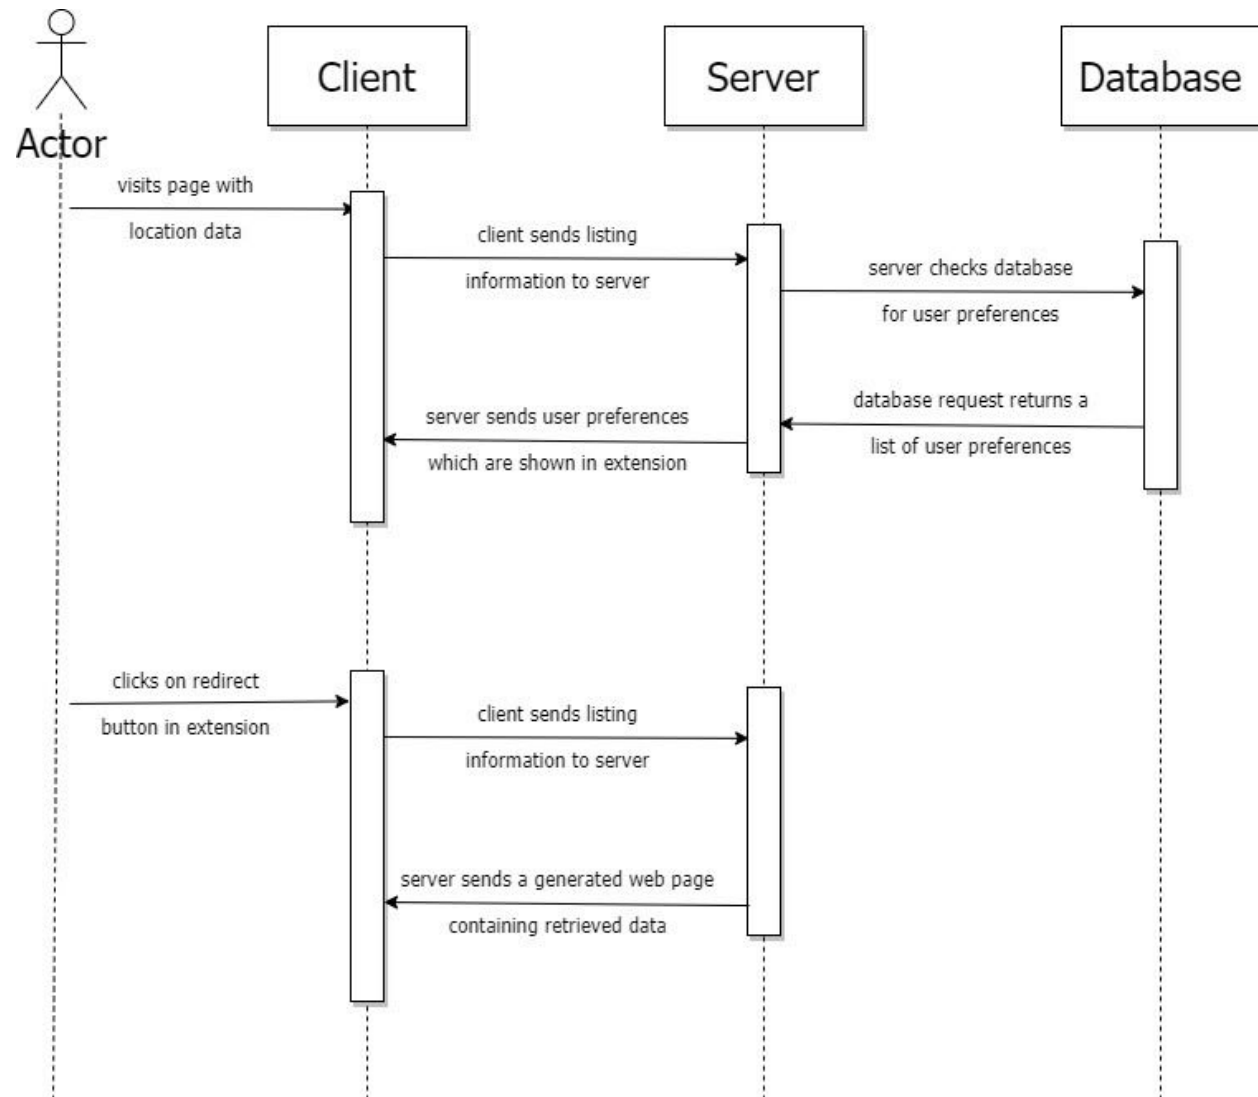 Client
Server
Database
Actor
visits page with
location data
client sends listing
information to server
server checks database
for user preferences
database request returns a
list of user preferences
server sends user preferences
which are shown in extension
clicks on redirect
button in extension
client sends listing
information to server
server sends a generated web page
containing retrieved data